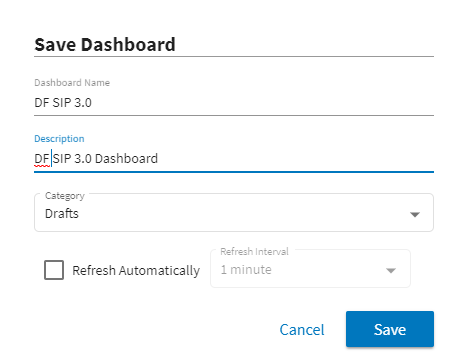 Save Dashboard
Dashboard Name
DF SIP 3.0
Description
DF SIP 3.0 Dashboard
Category
Drafts
Refresh Automatically
Refresh Interval
1 minute
Cancel
Save